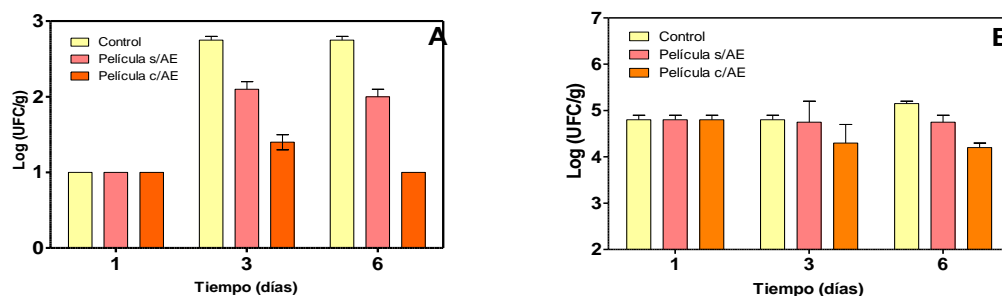 A
Control
Película s/AE
Película c/AE
Log (UFC/g)
3
2
1
0
1 3 6
Tiempo (días)
B
Control
Película s/AE
Película c/AE
Log (UFC/g)
7
6
5
4
3
2
1 3 6
Tiempo (días)